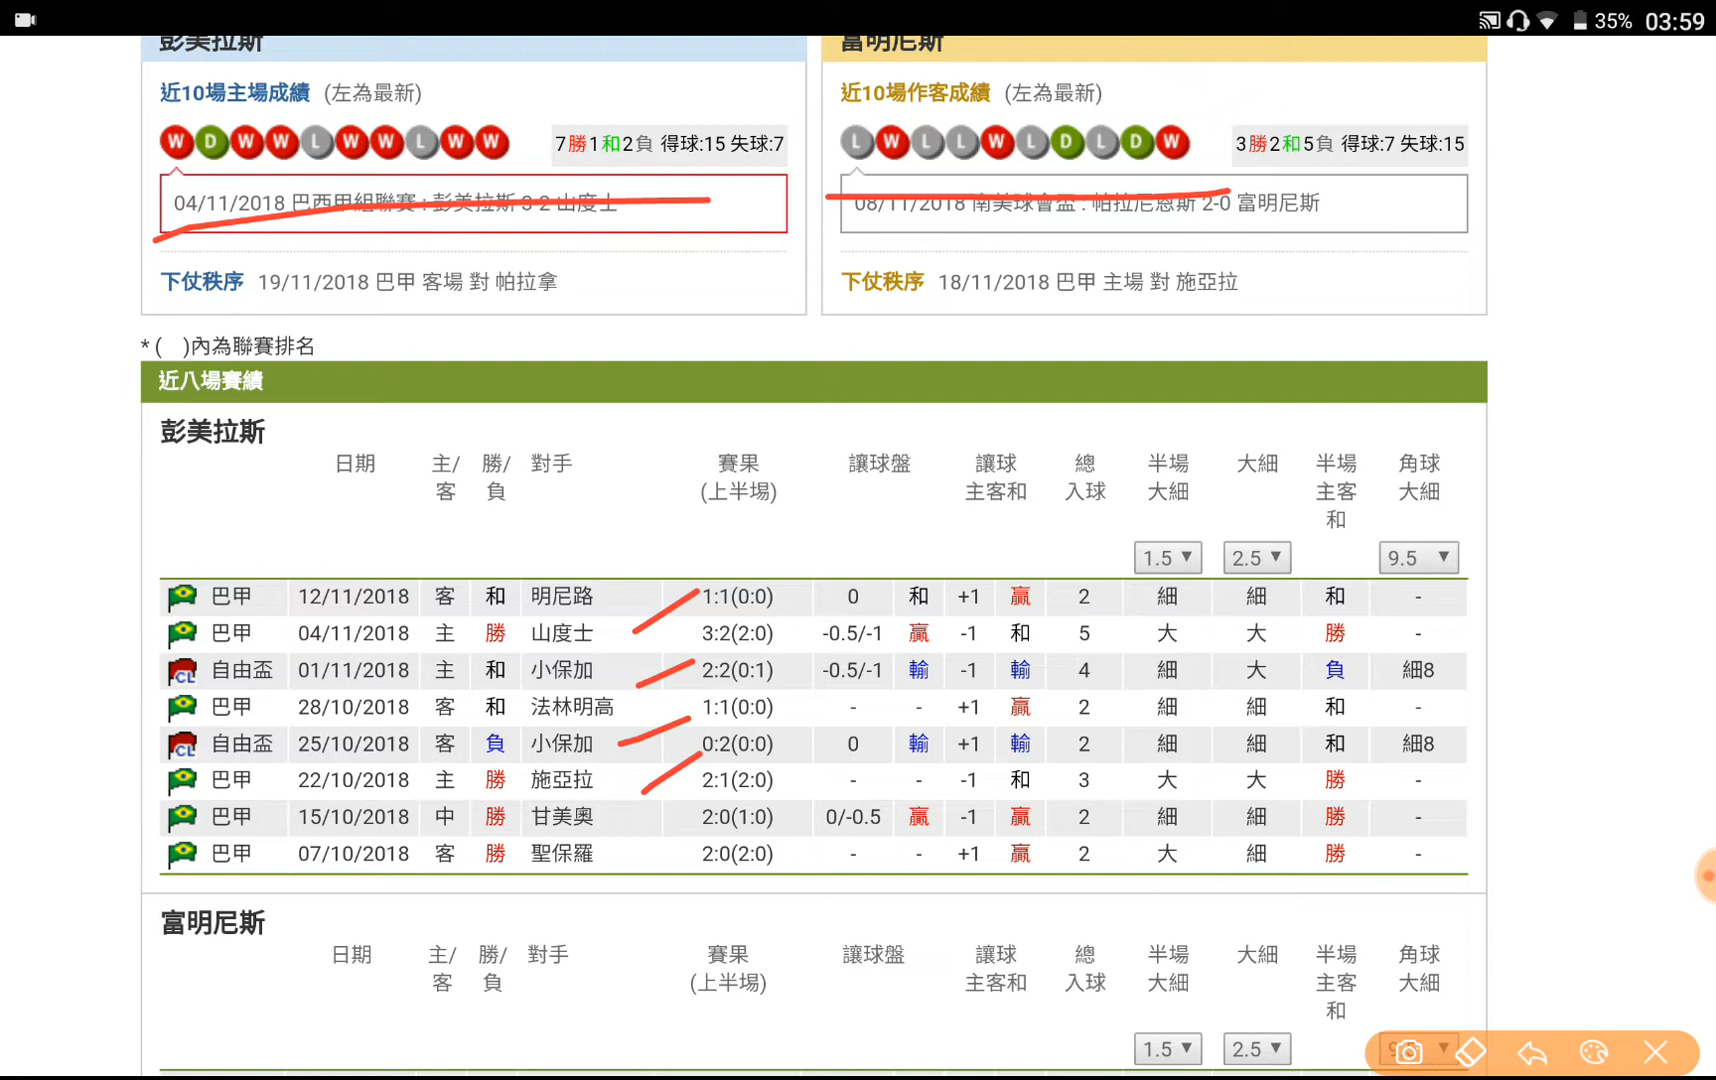 35% 03:59
彭美拉斯
近10場主場成績 (左為最新)
W D W W L W W L W W
7勝1和2負 得球:15 失球:7
04/11/2018 巴西甲組聯賽 : 彭美拉斯 3-2 山度士
下仗秩序 19/11/2018 巴甲 客場 對 帕拉拿
富明尼斯
近10場作客成績 (左為最新)
L W L L W L D L D W
3勝2和5負 得球:7 失球:15
08/11/2018 南美球會盃 : 帕拉尼恩斯 2-0 富明尼斯
下仗秩序 18/11/2018 巴甲 主場 對 施亞拉
* ( )內為聯賽排名
近八場賽績
彭美拉斯
日期 主/客 勝/負 對手 賽果(上半場) 讓球盤 讓球主客和 總入球 半場大細 大細 半場主客和 角球大細
1.5 ▼ 2.5 ▼ 9.5 ▼
巴甲 12/11/2018 客 和 明尼路 1:1(0:0) 0 和 +1 贏 2 細 細 和 -
巴甲 04/11/2018 主 勝 山度士 3:2(2:0) -0.5/-1 贏 -1 和 5 大 大 勝 -
CL 自由盃 01/11/2018 主 和 小保加 2:2(0:1) -0.5/-1 輸 -1 輸 4 細 大 負 細8
巴甲 28/10/2018 客 和 法林明高 1:1(0:0) - - +1 贏 2 細 細 和 -
CL 自由盃 25/10/2018 客 負 小保加 0:2(0:0) 0 輸 +1 輸 2 細 細 和 細8
巴甲 22/10/2018 主 勝 施亞拉 2:1(2:0) - - -1 和 3 大 大 勝 -
巴甲 15/10/2018 中 勝 甘美奧 2:0(1:0) 0/-0.5 贏 -1 贏 2 細 細 勝 -
巴甲 07/10/2018 客 勝 聖保羅 2:0(2:0) - - +1 贏 2 大 細 勝 -
富明尼斯
日期 主/客 勝/負 對手 賽果(上半場) 讓球盤 讓球主客和 總入球 半場大細 大細 半場主客和 角球大細
1.5 ▼ 2.5 ▼